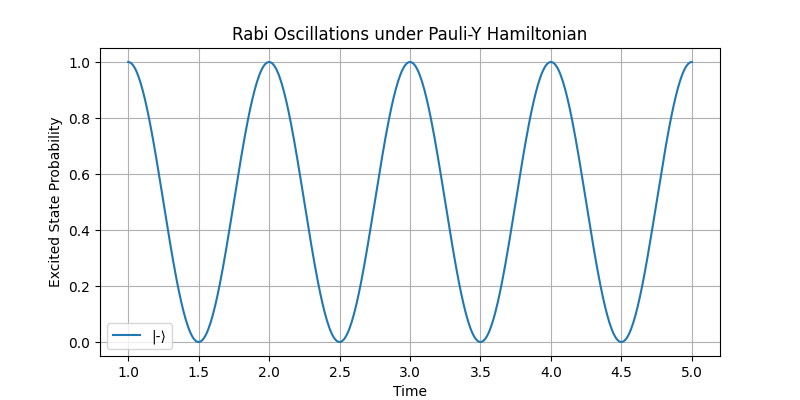 Rabi Oscillations under Pauli-Y Hamiltonian
Excited State Probability
1.0
0.8
0.6
0.4
0.2
0.0
|-⟩
1.0 1.5 2.0 2.5 3.0 3.5 4.0 4.5 5.0
Time